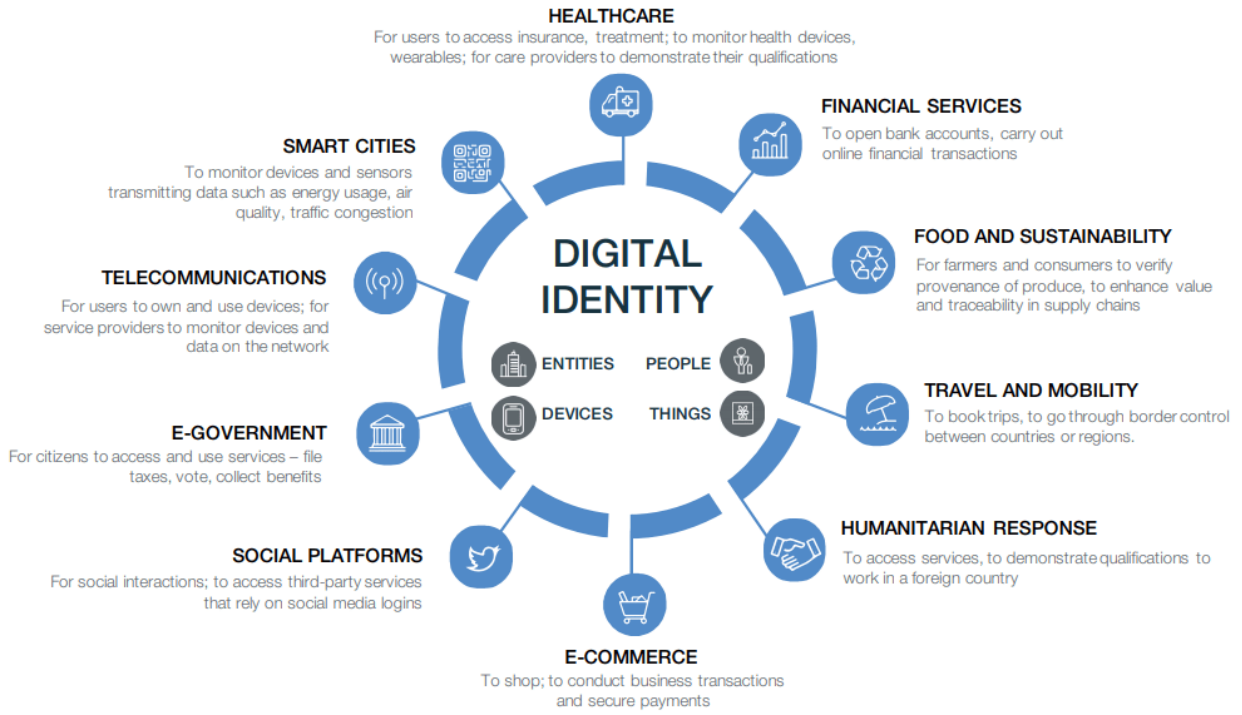 HEALTHCARE
For users to access insurance, treatment; to monitor health devices,
wearables; for care providers to demonstrate their qualifications
FINANCIAL SERVICES
To open bank accounts, carry out
online financial transactions
FOOD AND SUSTAINABILITY
For farmers and consumers to verify
provenance of produce, to enhance value
and traceability in supply chains
TRAVEL AND MOBILITY
To book trips, to go through border control
between countries or regions.
HUMANITARIAN RESPONSE
To access services, to demonstrate qualifications to
work in a foreign country
E-COMMERCE
To shop; to conduct business transactions
and secure payments
SOCIAL PLATFORMS
For social interactions; to access third-party services
that rely on social media logins
E-GOVERNMENT
For citizens to access and use services – file
taxes, vote, collect benefits
TELECOMMUNICATIONS
For users to own and use devices; for
service providers to monitor devices and
data on the network
SMART CITIES
To monitor devices and sensors
transmitting data such as energy usage, air
quality, traffic congestion
DIGITAL
IDENTITY
ENTITIES
PEOPLE
DEVICES
THINGS